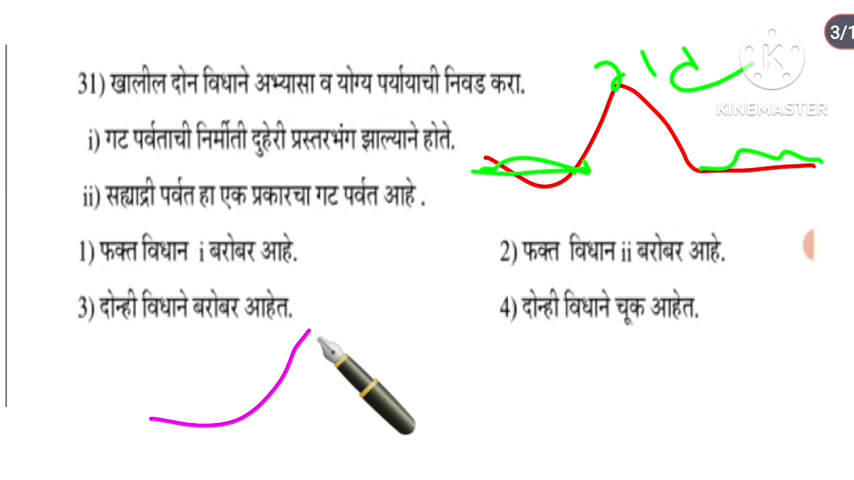 3/1
K
KINEMASTER
31) खालील दोन विधाने अभ्यासा व योग्य पर्यायाची निवड करा.
i) गट पर्वताची निर्मीती दुहेरी प्रस्तरभंग झाल्याने होते.
ii) सह्याद्री पर्वत हा एक प्रकारचा गट पर्वत आहे .
1) फक्त विधान i बरोबर आहे.
2) फक्त विधान ii बरोबर आहे.
3) दोन्ही विधाने बरोबर आहेत.
4) दोन्ही विधाने चूक आहेत.